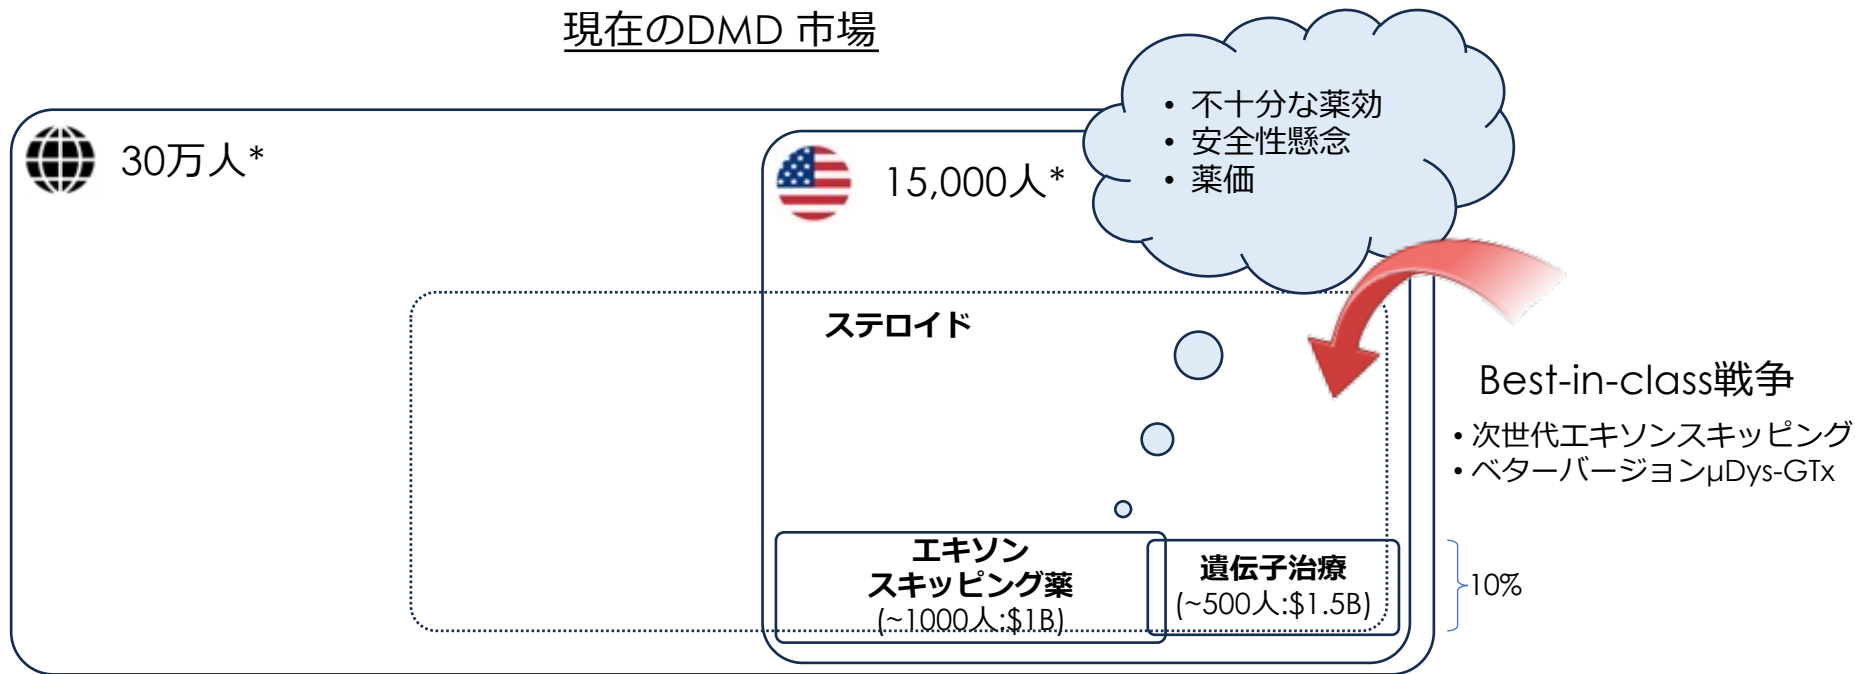 現在のDMD 市場
30万人*
15,000人*
• 不十分な薬効
• 安全性懸念
• 薬価
ステロイド
Best-in-class戦争
• 次世代エキソンスキッピング
• ベターバージョンµDys-GTx
エキソン
スキッピング薬
(~1000人:$1B)
遺伝子治療
(~500人:$1.5B)
10%